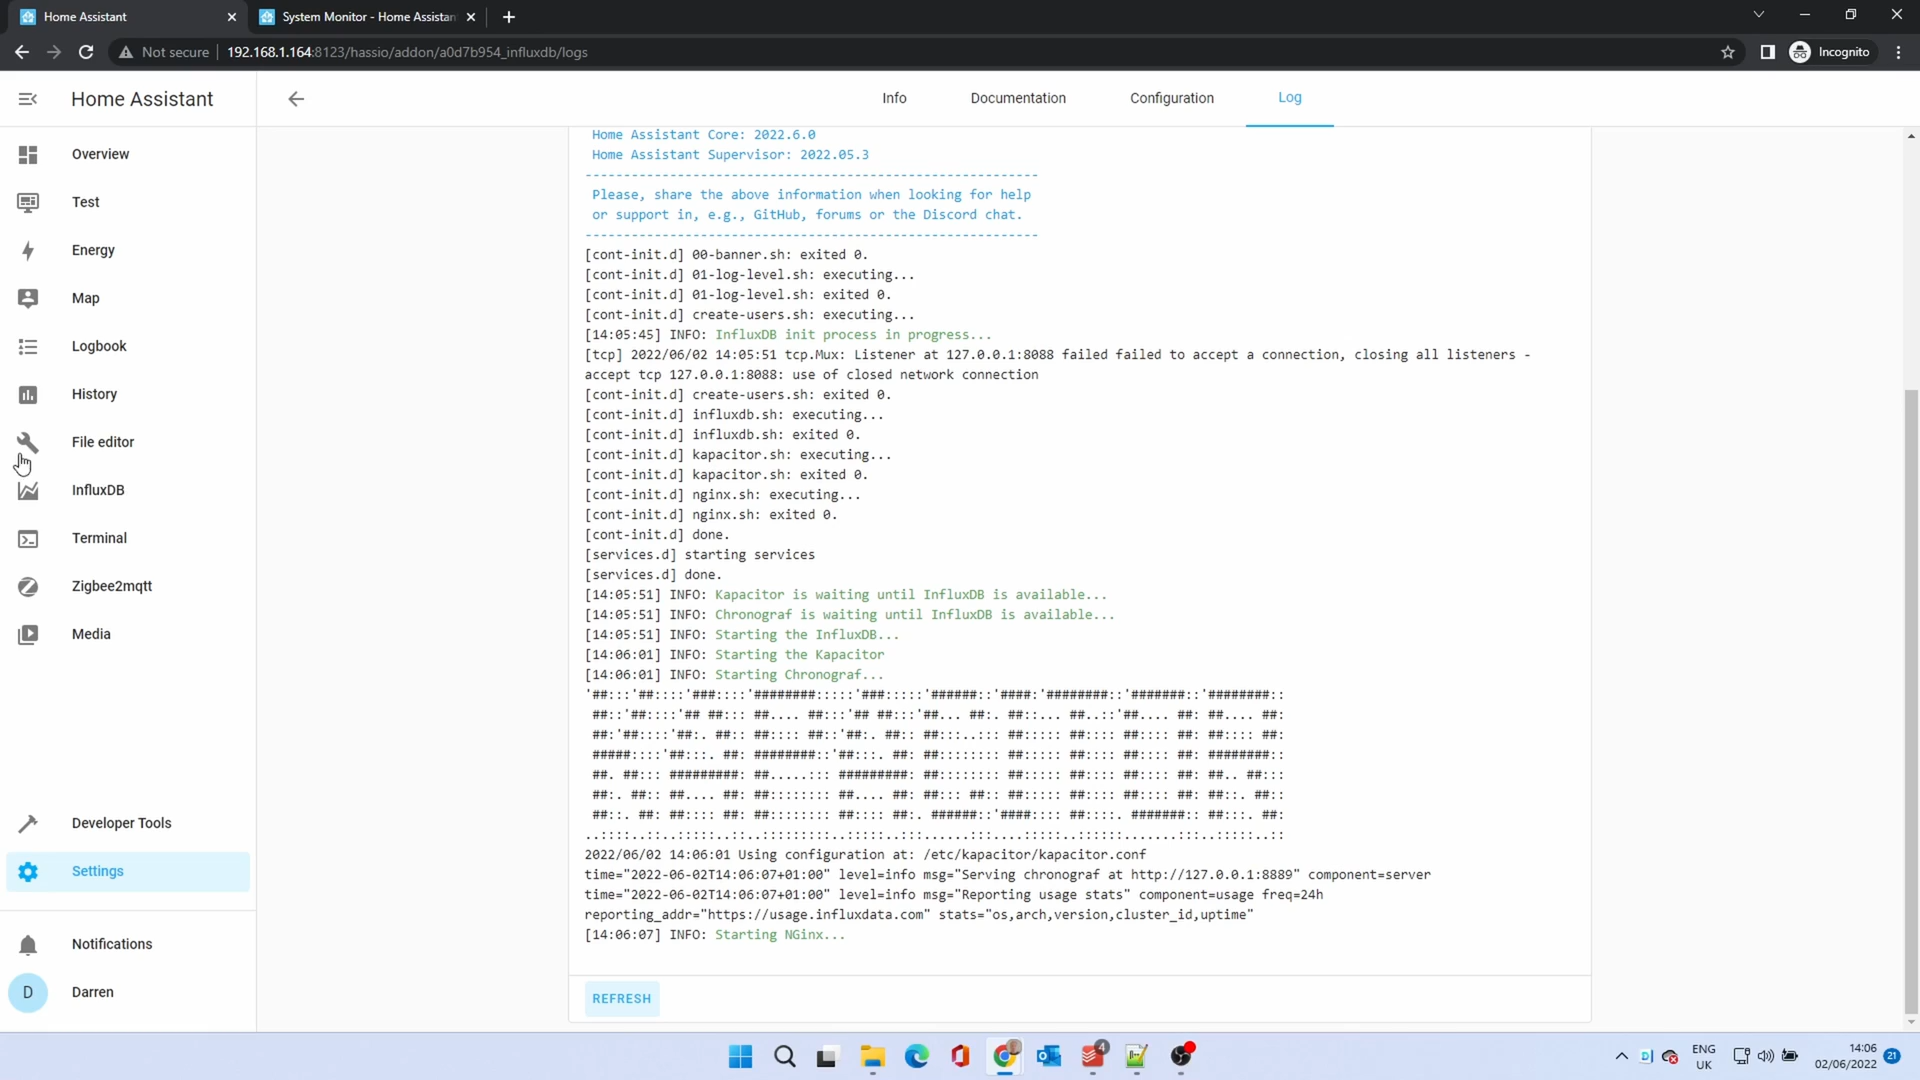 Home Assistant
System Monitor - Home Assistan
Not secure
192.168.1.164:8123/hassio/addon/a0d7b954_influxdb/logs
Incognito
Home Assistant
Info
Documentation
Configuration
Log
Overview
Test
Energy
Map
Logbook
History
File editor
InfluxDB
Terminal
Zigbee2mqtt
Media
Developer Tools
Settings
Notifications
D
Darren
Home Assistant Core: 2022.6.0
Home Assistant Supervisor: 2022.05.3
-----------------------------------------------------------
Please, share the above information when looking for help
or support in, e.g., GitHub, forums or the Discord chat.
-----------------------------------------------------------
[cont-init.d] 00-banner.sh: exited 0.
[cont-init.d] 01-log-level.sh: executing...
[cont-init.d] 01-log-level.sh: exited 0.
[cont-init.d] create-users.sh: executing...
[14:05:45] INFO: InfluxDB init process in progress...
[tcp] 2022/06/02 14:05:51 tcp.Mux: Listener at 127.0.0.1:8088 failed failed to accept a connection, closing all listeners -
accept tcp 127.0.0.1:8088: use of closed network connection
[cont-init.d] create-users.sh: exited 0.
[cont-init.d] influxdb.sh: executing...
[cont-init.d] influxdb.sh: exited 0.
[cont-init.d] kapacitor.sh: executing...
[cont-init.d] kapacitor.sh: exited 0.
[cont-init.d] nginx.sh: executing...
[cont-init.d] nginx.sh: exited 0.
[cont-init.d] done.
[services.d] starting services
[services.d] done.
[14:05:51] INFO: Kapacitor is waiting until InfluxDB is available...
[14:05:51] INFO: Chronograf is waiting until InfluxDB is available...
[14:05:51] INFO: Starting the InfluxDB...
[14:06:01] INFO: Starting the Kapacitor
[14:06:01] INFO: Starting Chronograf...
'##:::'##::::'###::::'########:::::'###:::::'######::'####:'########::'#######::'########::
##::'##::::'## ##::: ##.... ##:::'## ##:::'##... ##:. ##::... ##..::'##.... ##: ##.... ##:
##:'##::::'##:. ##:: ##:::: ##::'##:. ##:: ##:::..::: ##::::: ##:::: ##:::: ##: ##:::: ##:
#####::::'##:::. ##: ########::'##:::. ##: ##:::::::: ##::::: ##:::: ##:::: ##: ########::
##. ##::: #########: ##.....::: #########: ##:::::::: ##::::: ##:::: ##:::: ##: ##.. ##:::
##:. ##:: ##.... ##: ##:::::::: ##.... ##: ##::: ##:: ##::::: ##:::: ##:::: ##: ##::. ##::
##::. ##: ##:::: ##: ##:::::::: ##:::: ##:. ######::'####:::: ##::::. #######:: ##:::. ##:
..::::..::..:::::..::..:::::::::..:::::..:::......:::....:::::..::::::.......:::..:::::..::
2022/06/02 14:06:01 Using configuration at: /etc/kapacitor/kapacitor.conf
time="2022-06-02T14:06:07+01:00" level=info msg="Serving chronograf at http://127.0.0.1:8889" component=server
time="2022-06-02T14:06:07+01:00" level=info msg="Reporting usage stats" component=usage freq=24h
reporting_addr="https://usage.influxdata.com" stats="os,arch,version,cluster_id,uptime"
[14:06:07] INFO: Starting NGinx...
REFRESH
4
ENG
UK
14:06
02/06/2022
21